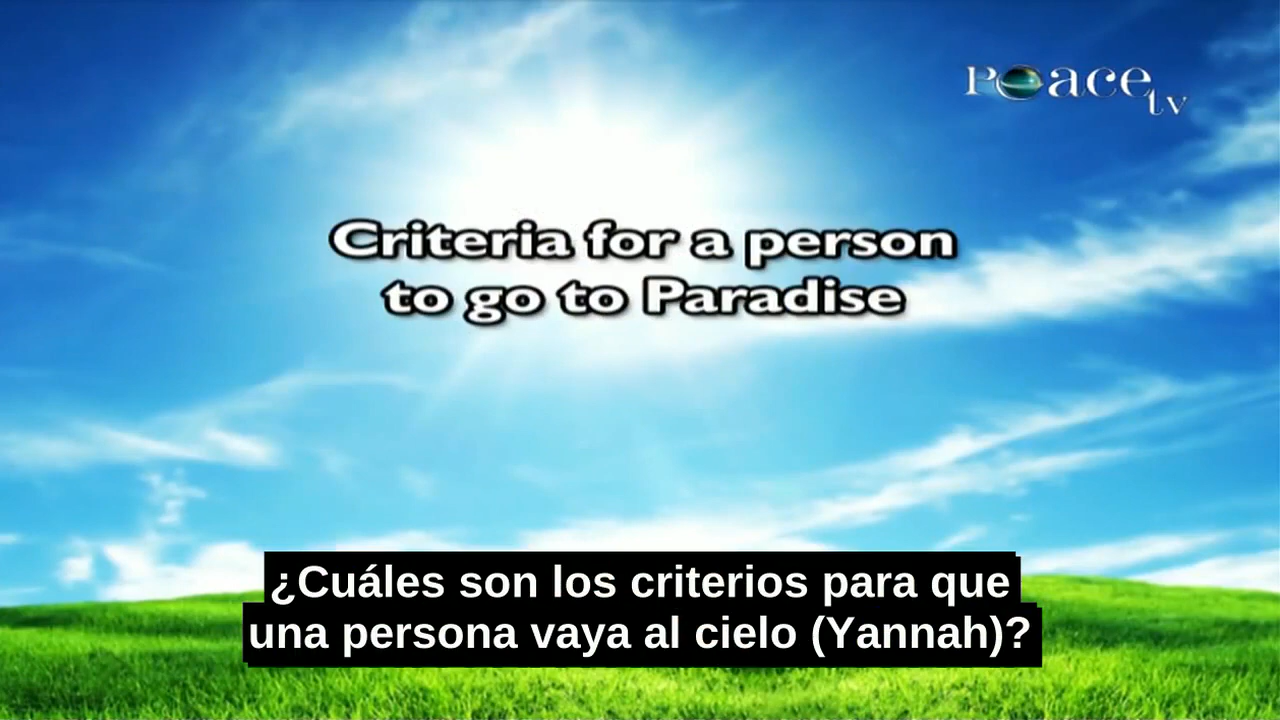 Peace
tv
Criteria for a person
to go to Paradise
¿Cuáles son los criterios para que
una persona vaya al cielo (Yannah)?